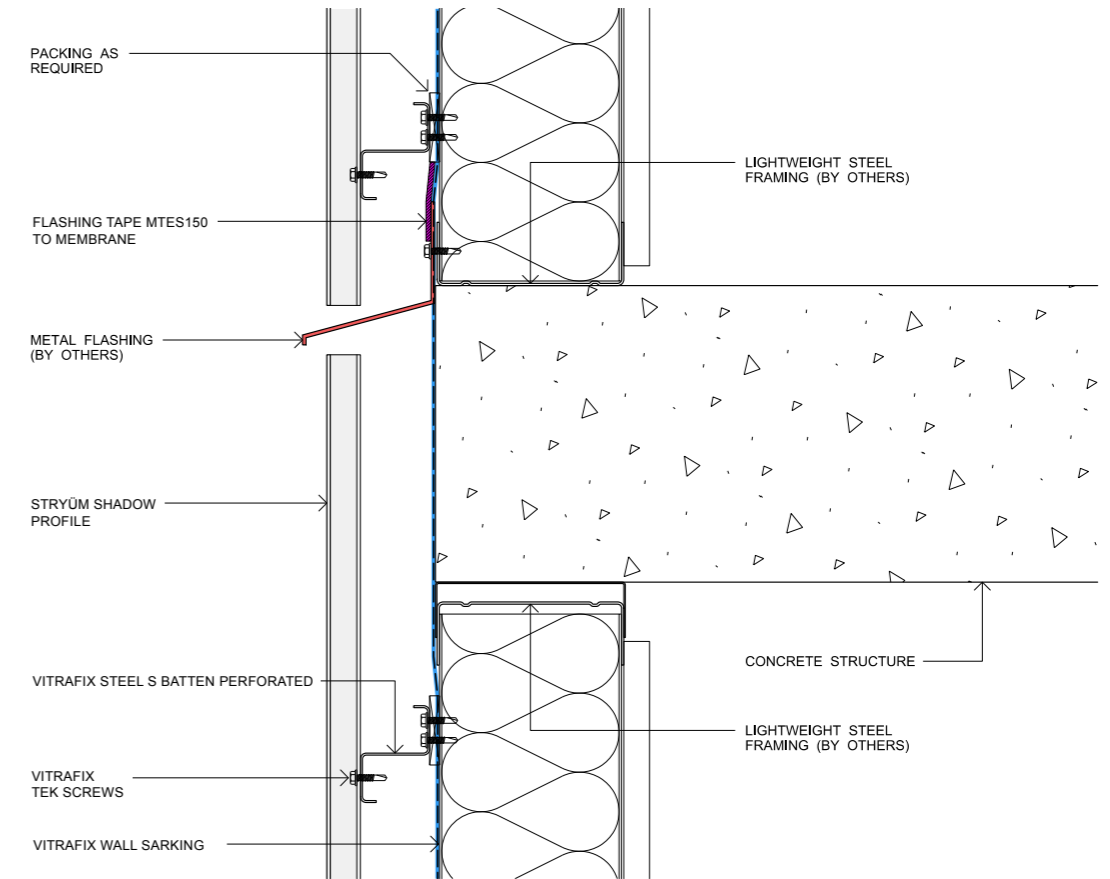 PACKING AS
REQUIRED
LIGHTWEIGHT STEEL
FRAMING (BY OTHERS)
FLASHING TAPE MTES150
TO MEMBRANE
METAL FLASHING
(BY OTHERS)
STRYÜM SHADOW
PROFILE
CONCRETE STRUCTURE
VITRAFIX STEEL S BATTEN PERFORATED
LIGHTWEIGHT STEEL
FRAMING (BY OTHERS)
VITRAFIX
TEK SCREWS
VITRAFIX WALL SARKING